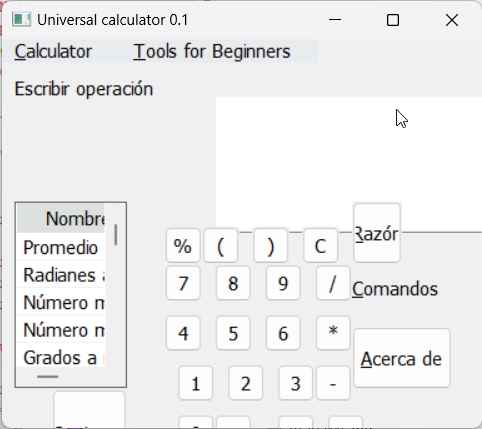 Universal calculator 0.1
Calculator Tools for Beginners
Escribir operación
Nombre
Promedio
Radianes a
Número m
Número m
Grados a
% ( ) C
7 8 9 /
4 5 6 *
1 2 3 -
Razór
Comandos
Acerca de